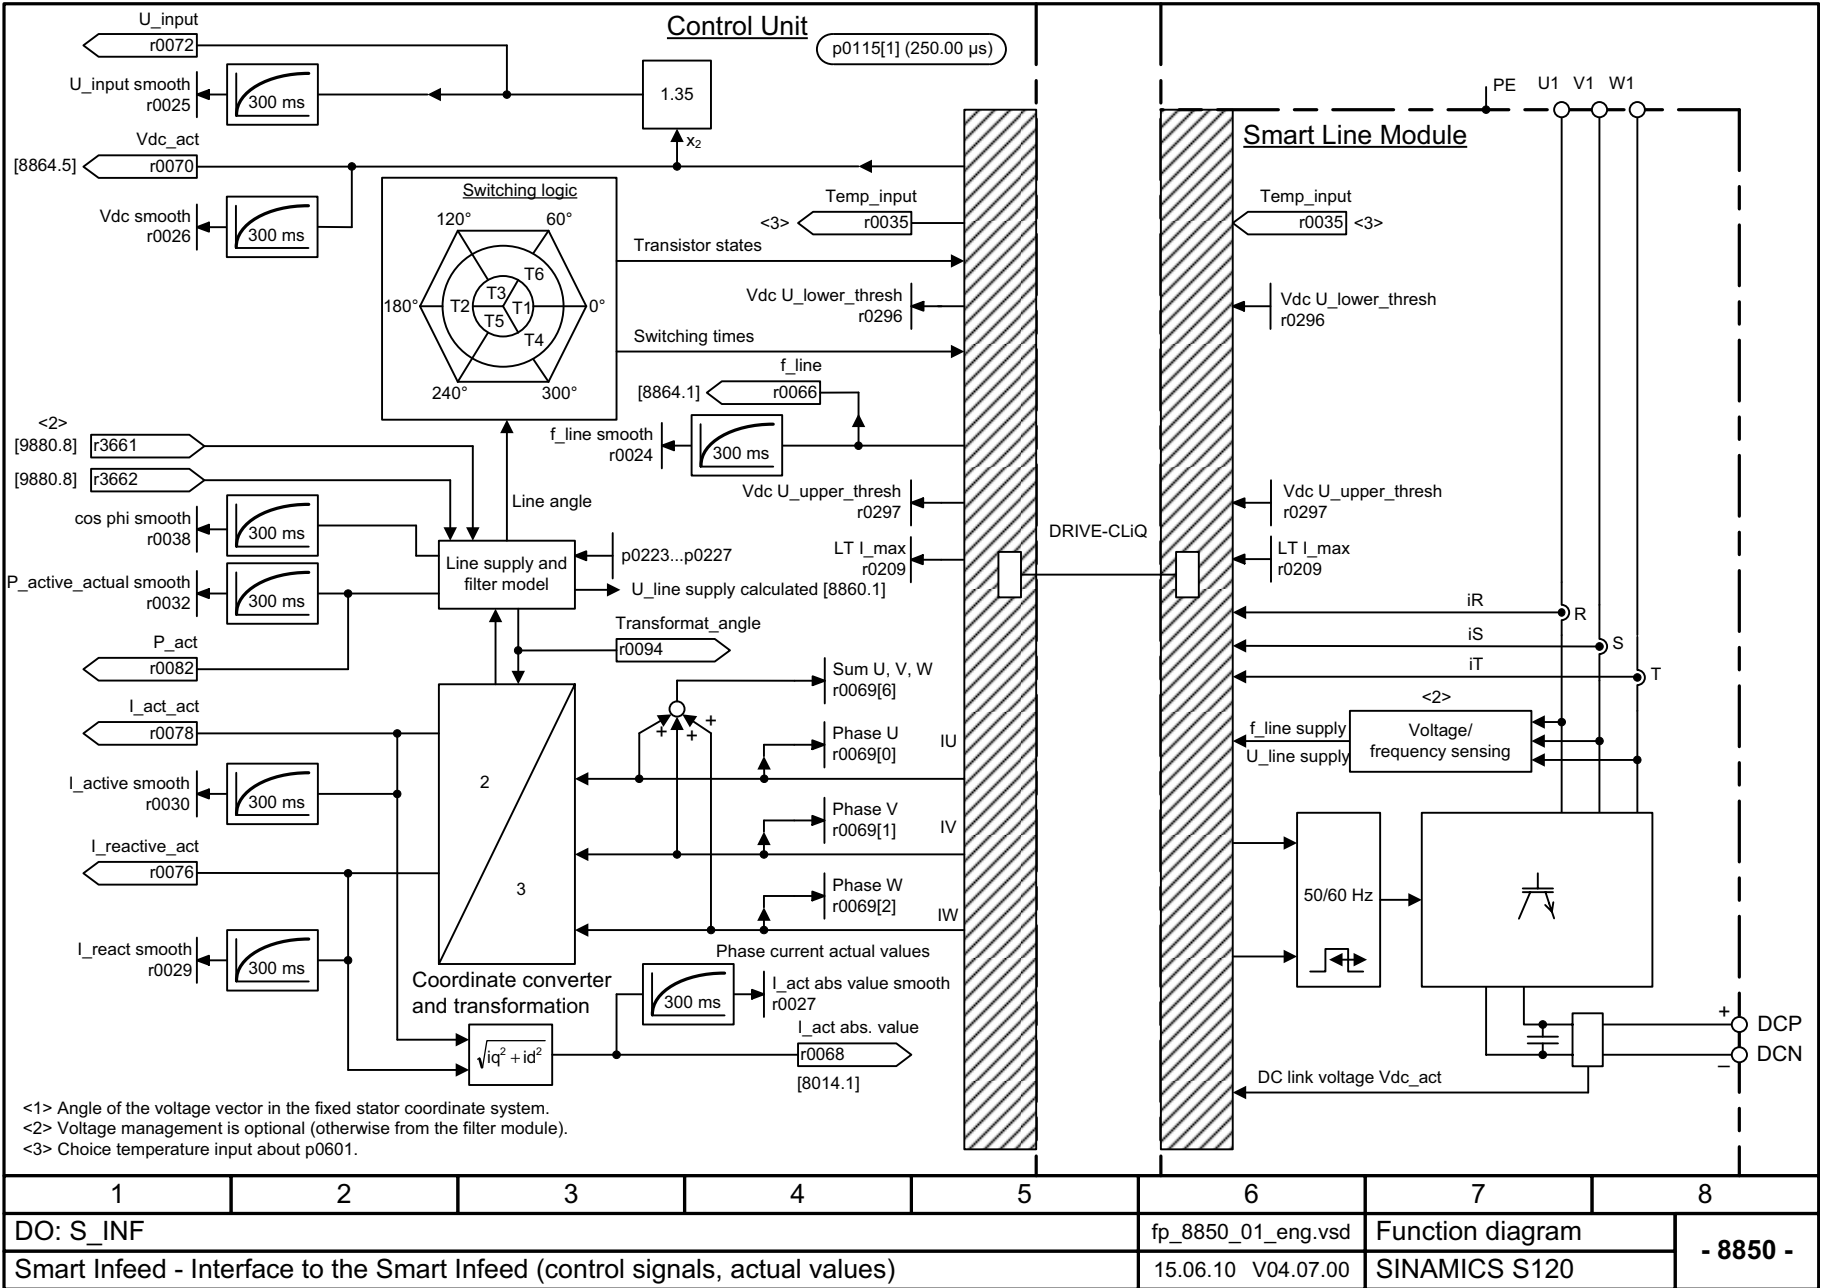 Control Unit
p0115[1] (250.00 µs)
U_input
r0072
U_input smooth
r0025
300 ms
1.35
x2
Vdc_act
[8864.5]
r0070
Vdc smooth
r0026
300 ms
Switching logic
120°
60°
180°
0°
240°
300°
T6
T3
T2
T1
T5
T4
Temp_input
<3>
r0035
Transistor states
Vdc U_lower_thresh
r0296
Switching times
f_line
[8864.1]
r0066
f_line smooth
r0024
300 ms
<2>
[9880.8]
r3661
[9880.8]
r3662
Line angle
cos phi smooth
r0038
300 ms
Vdc U_upper_thresh
r0297
Line supply and
filter model
p0223...p0227
LT I_max
r0209
U_line supply calculated [8860.1]
P_active_actual smooth
r0032
300 ms
P_act
r0082
Transformat_angle
r0094
Sum U, V, W
r0069[6]
+
+
+
I_act_act
r0078
Phase U
r0069[0]
IU
I_active smooth
r0030
300 ms
2
3
Phase V
r0069[1]
IV
I_reactive_act
r0076
Phase W
r0069[2]
IW
I_react smooth
r0029
300 ms
Coordinate converter
and transformation
Phase current actual values
300 ms
I_act abs value smooth
r0027
√iq² + id²
I_act abs. value
r0068
[8014.1]
DRIVE-CLiQ
PE
U1
V1
W1
Smart Line Module
Temp_input
r0035
<3>
Vdc U_lower_thresh
r0296
Vdc U_upper_thresh
r0297
LT I_max
r0209
iR
R
iS
S
iT
T
<2>
f_line supply
U_line supply
Voltage/
frequency sensing
50/60 Hz
+
DCP
DCN
–
DC link voltage Vdc_act
<1> Angle of the voltage vector in the fixed stator coordinate system.
<2> Voltage management is optional (otherwise from the filter module).
<3> Choice temperature input about p0601.
1
2
3
4
5
6
7
8
DO: S_INF
fp_8850_01_eng.vsd
Function diagram
- 8850 -
Smart Infeed - Interface to the Smart Infeed (control signals, actual values)
15.06.10 V04.07.00
SINAMICS S120